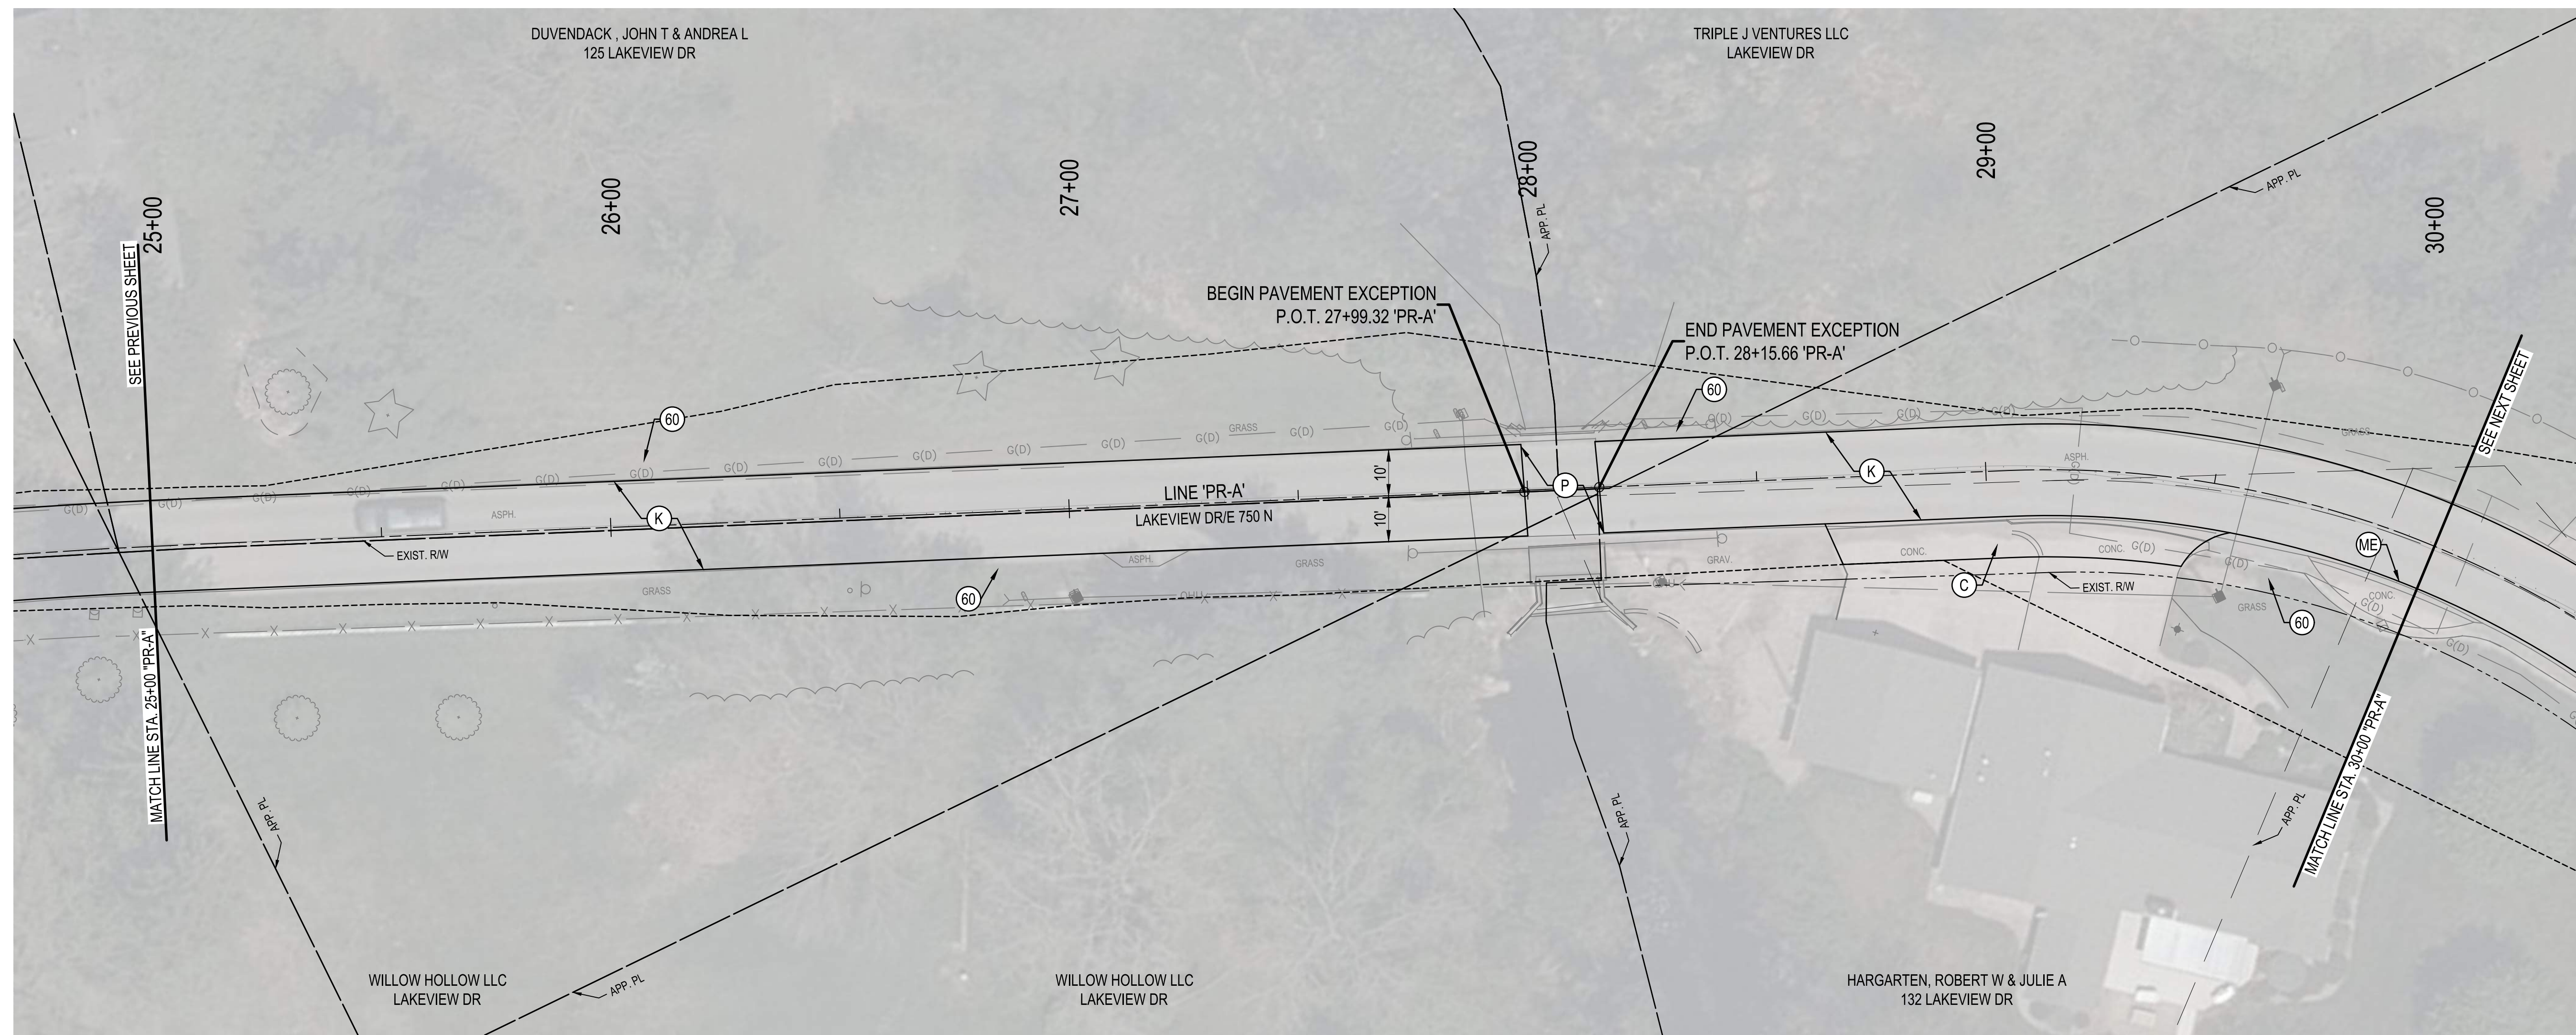 DUVENDACK , JOHN T & ANDREA L
125 LAKEVIEW DR
TRIPLE J VENTURES LLC
LAKEVIEW DR
25+00
26+00
27+00
28+00
29+00
30+00
SEE PREVIOUS SHEET
MATCH LINE STA. 25+00 "PR-A"
APP. PL
APP. PL
BEGIN PAVEMENT EXCEPTION
P.O.T. 27+99.32 'PR-A'
END PAVEMENT EXCEPTION
P.O.T. 28+15.66 'PR-A'
SEE NEXT SHEET
MATCH LINE STA. 30+00 "PR-A"
60
60
GRASS
G(D) G(D) G(D) G(D) G(D) G(D) G(D) G(D) G(D) G(D) G(D) G(D) G(D) G(D) G(D)
G(D) G(D) G(D) G(D)
GRASS
ASPH.
G(D)
10'
10'
LINE 'PR-A'
LAKEVIEW DR/E 750 N
P
K
K
ASPH.
EXIST. R/W
ASPH.
GRASS
GRASS
60
OHU
GRAV.
OHU
CONC.
CONC.
G(D)
G(D)
C
EXIST. R/W
ME
CONC.
G(D)
GRASS
60
G(D)
X X X X X X X X X X X X
APP. PL
APP. PL
APP. PL
APP. PL
WILLOW HOLLOW LLC
LAKEVIEW DR
WILLOW HOLLOW LLC
LAKEVIEW DR
HARGARTEN, ROBERT W & JULIE A
132 LAKEVIEW DR